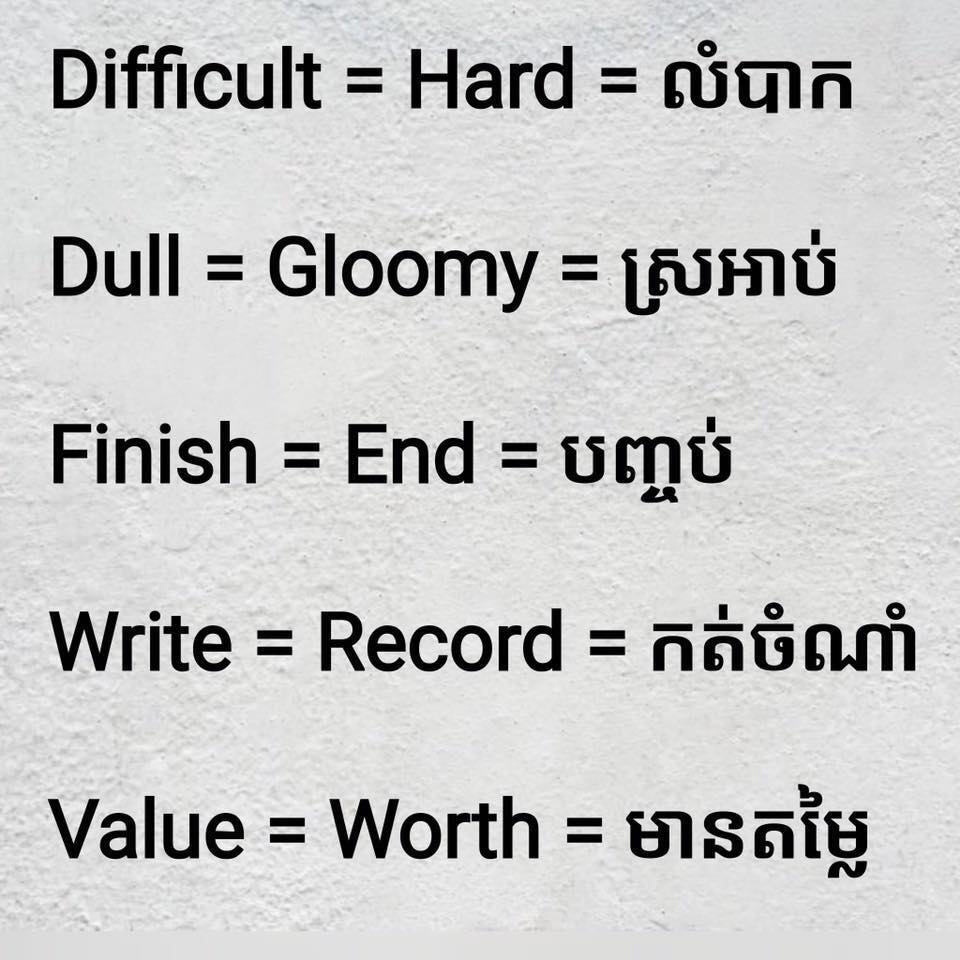 Difficult = Hard = លំបាក
Dull = Gloomy = ស្រអាប់
Finish = End = បញ្ចប់
Write = Record = កត់ចំណាំ
Value = Worth = មានតម្លៃ